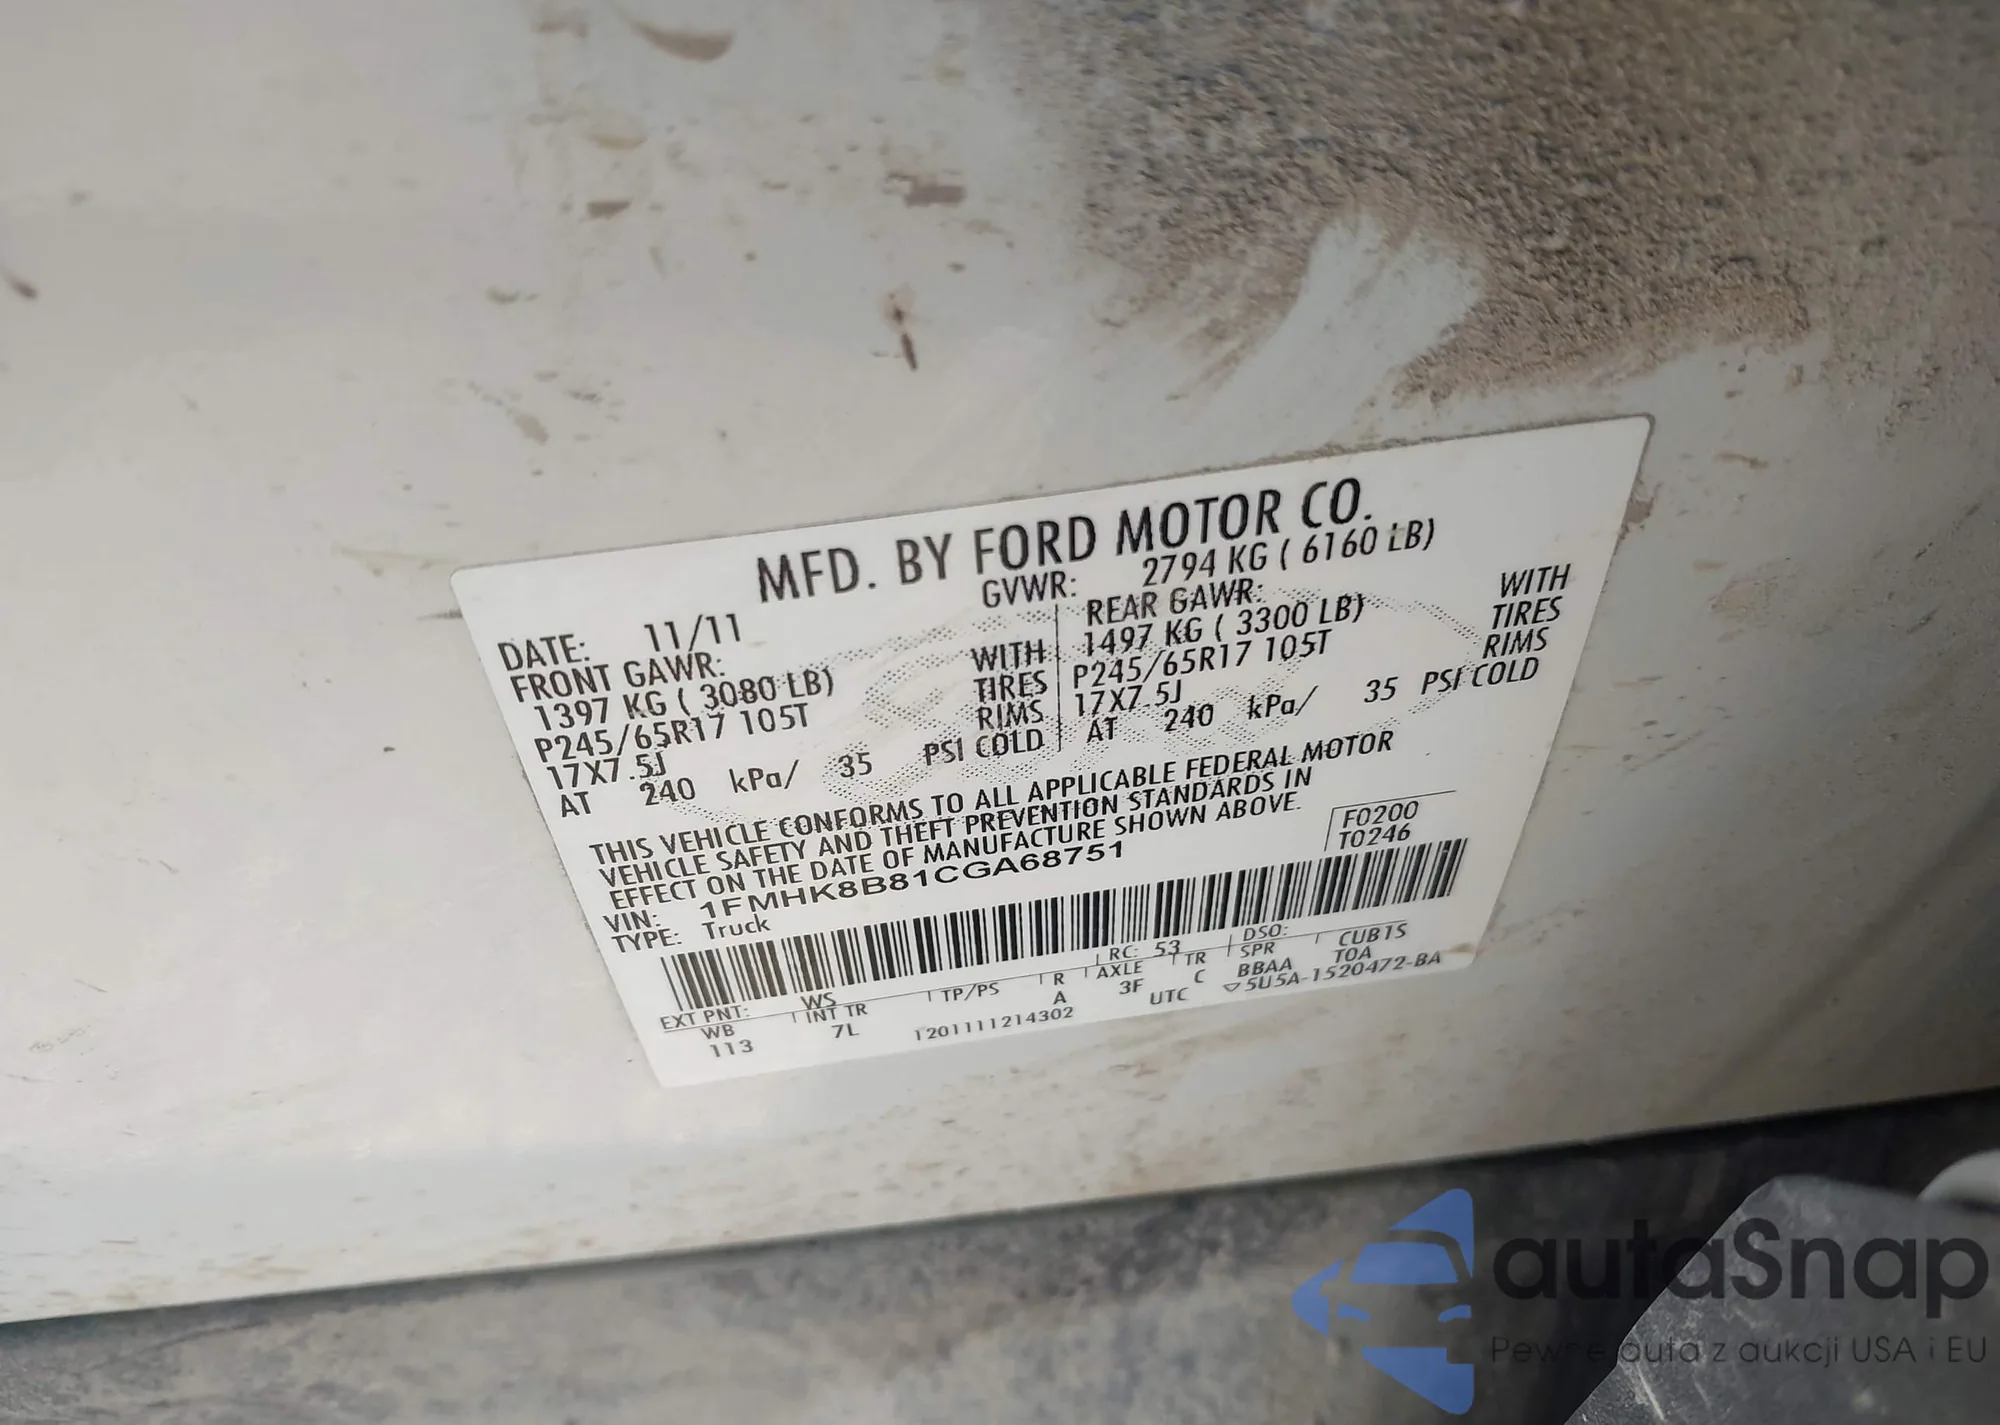 MFD. BY FORD MOTOR CO.
DATE: 11/11 GVWR: 2794 KG ( 6160 LB)
FRONT GAWR: REAR GAWR:
1397 KG ( 3080 LB) WITH 1497 KG ( 3300 LB) WITH
P245/65R17 105T TIRES P245/65R17 105T TIRES
17X7.5J RIMS 17X7.5J RIMS
AT 240 kPa/ 35 PSI COLD AT 240 kPa/ 35 PSI COLD
THIS VEHICLE CONFORMS TO ALL APPLICABLE FEDERAL MOTOR
VEHICLE SAFETY AND THEFT PREVENTION STANDARDS IN
EFFECT ON THE DATE OF MANUFACTURE SHOWN ABOVE.
VIN: 1FMHK8B81CGA68751 F0200
TYPE: Truck T0246
EXT PNT: WS RC: 53 DSO:
WB INT TR TP/PS R AXLE TR SPR CUB1S
113 7L A 3F C BBAA TOA
1201111214302 UTC ▽5U5A-1520472-BA
autaSnap
Pewne auta z aukcji USA i EU